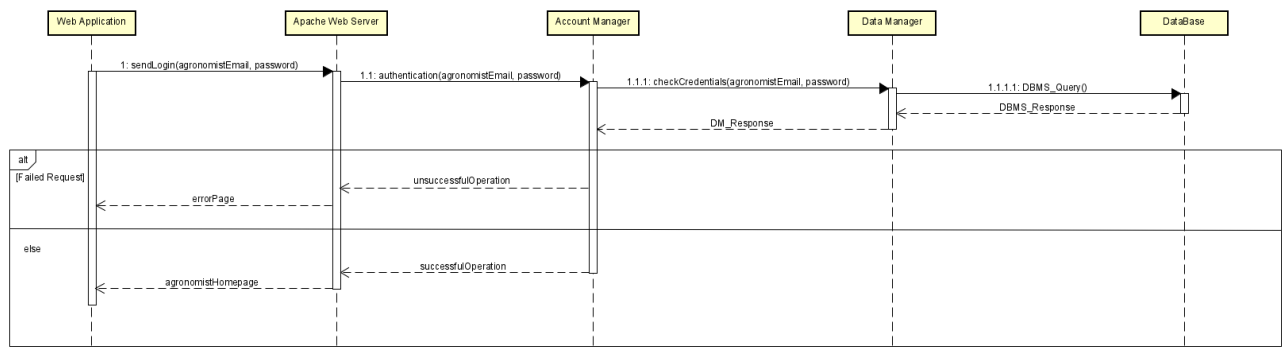 Web Application
Apache Web Server
Account Manager
Data Manager
DataBase
1: sendLogin(agronomistEmail, password)
1.1: authentication(agronomistEmail, password)
1.1.1: checkCredentials(agronomistEmail, password)
1.1.1.1: DBMS_Query()
DBMS_Response
DM_Response
alt
[Failed Request]
unsuccessfulOperation
errorPage
else
successfulOperation
agronomistHomepage